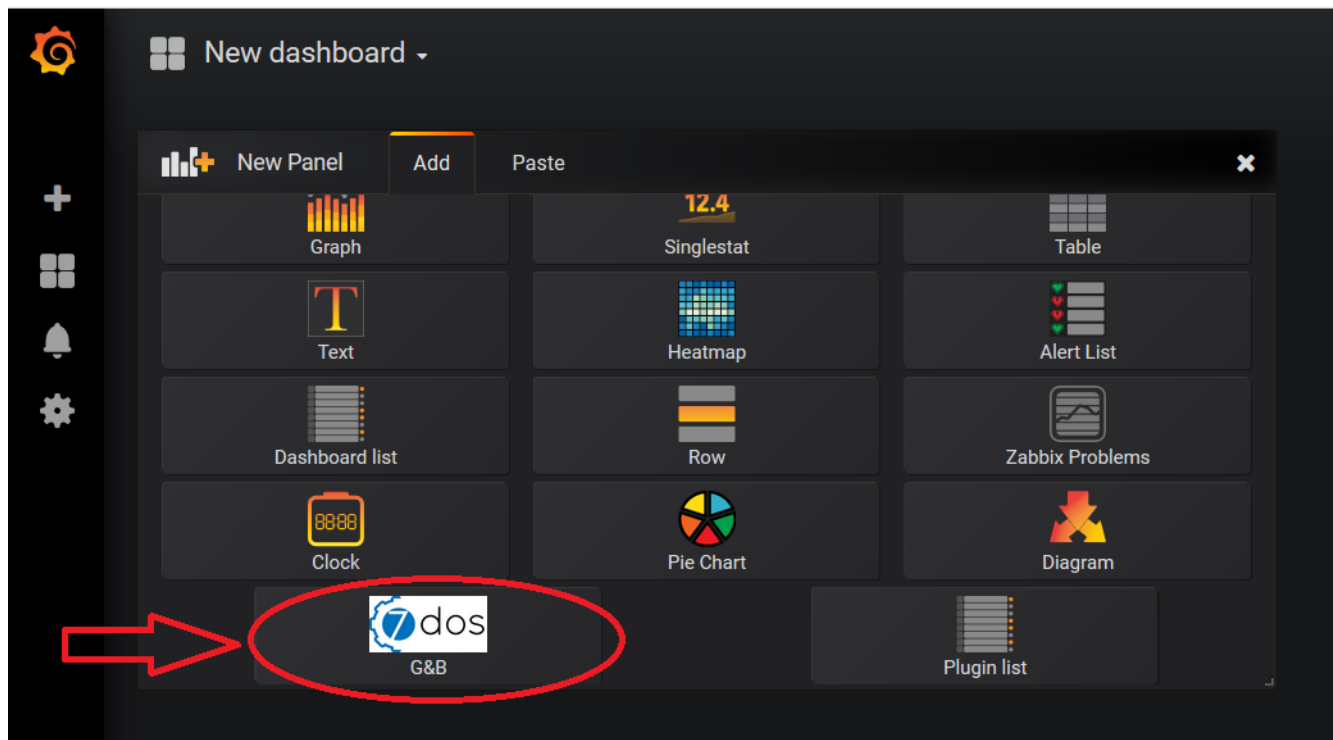 New dashboard
New Panel
Add
Paste
Graph
12.4
Singlestat
Table
T
Text
Heatmap
Alert List
Dashboard list
Row
Zabbix Problems
88:88
Clock
Pie Chart
Diagram
7dos
G&B
Plugin list